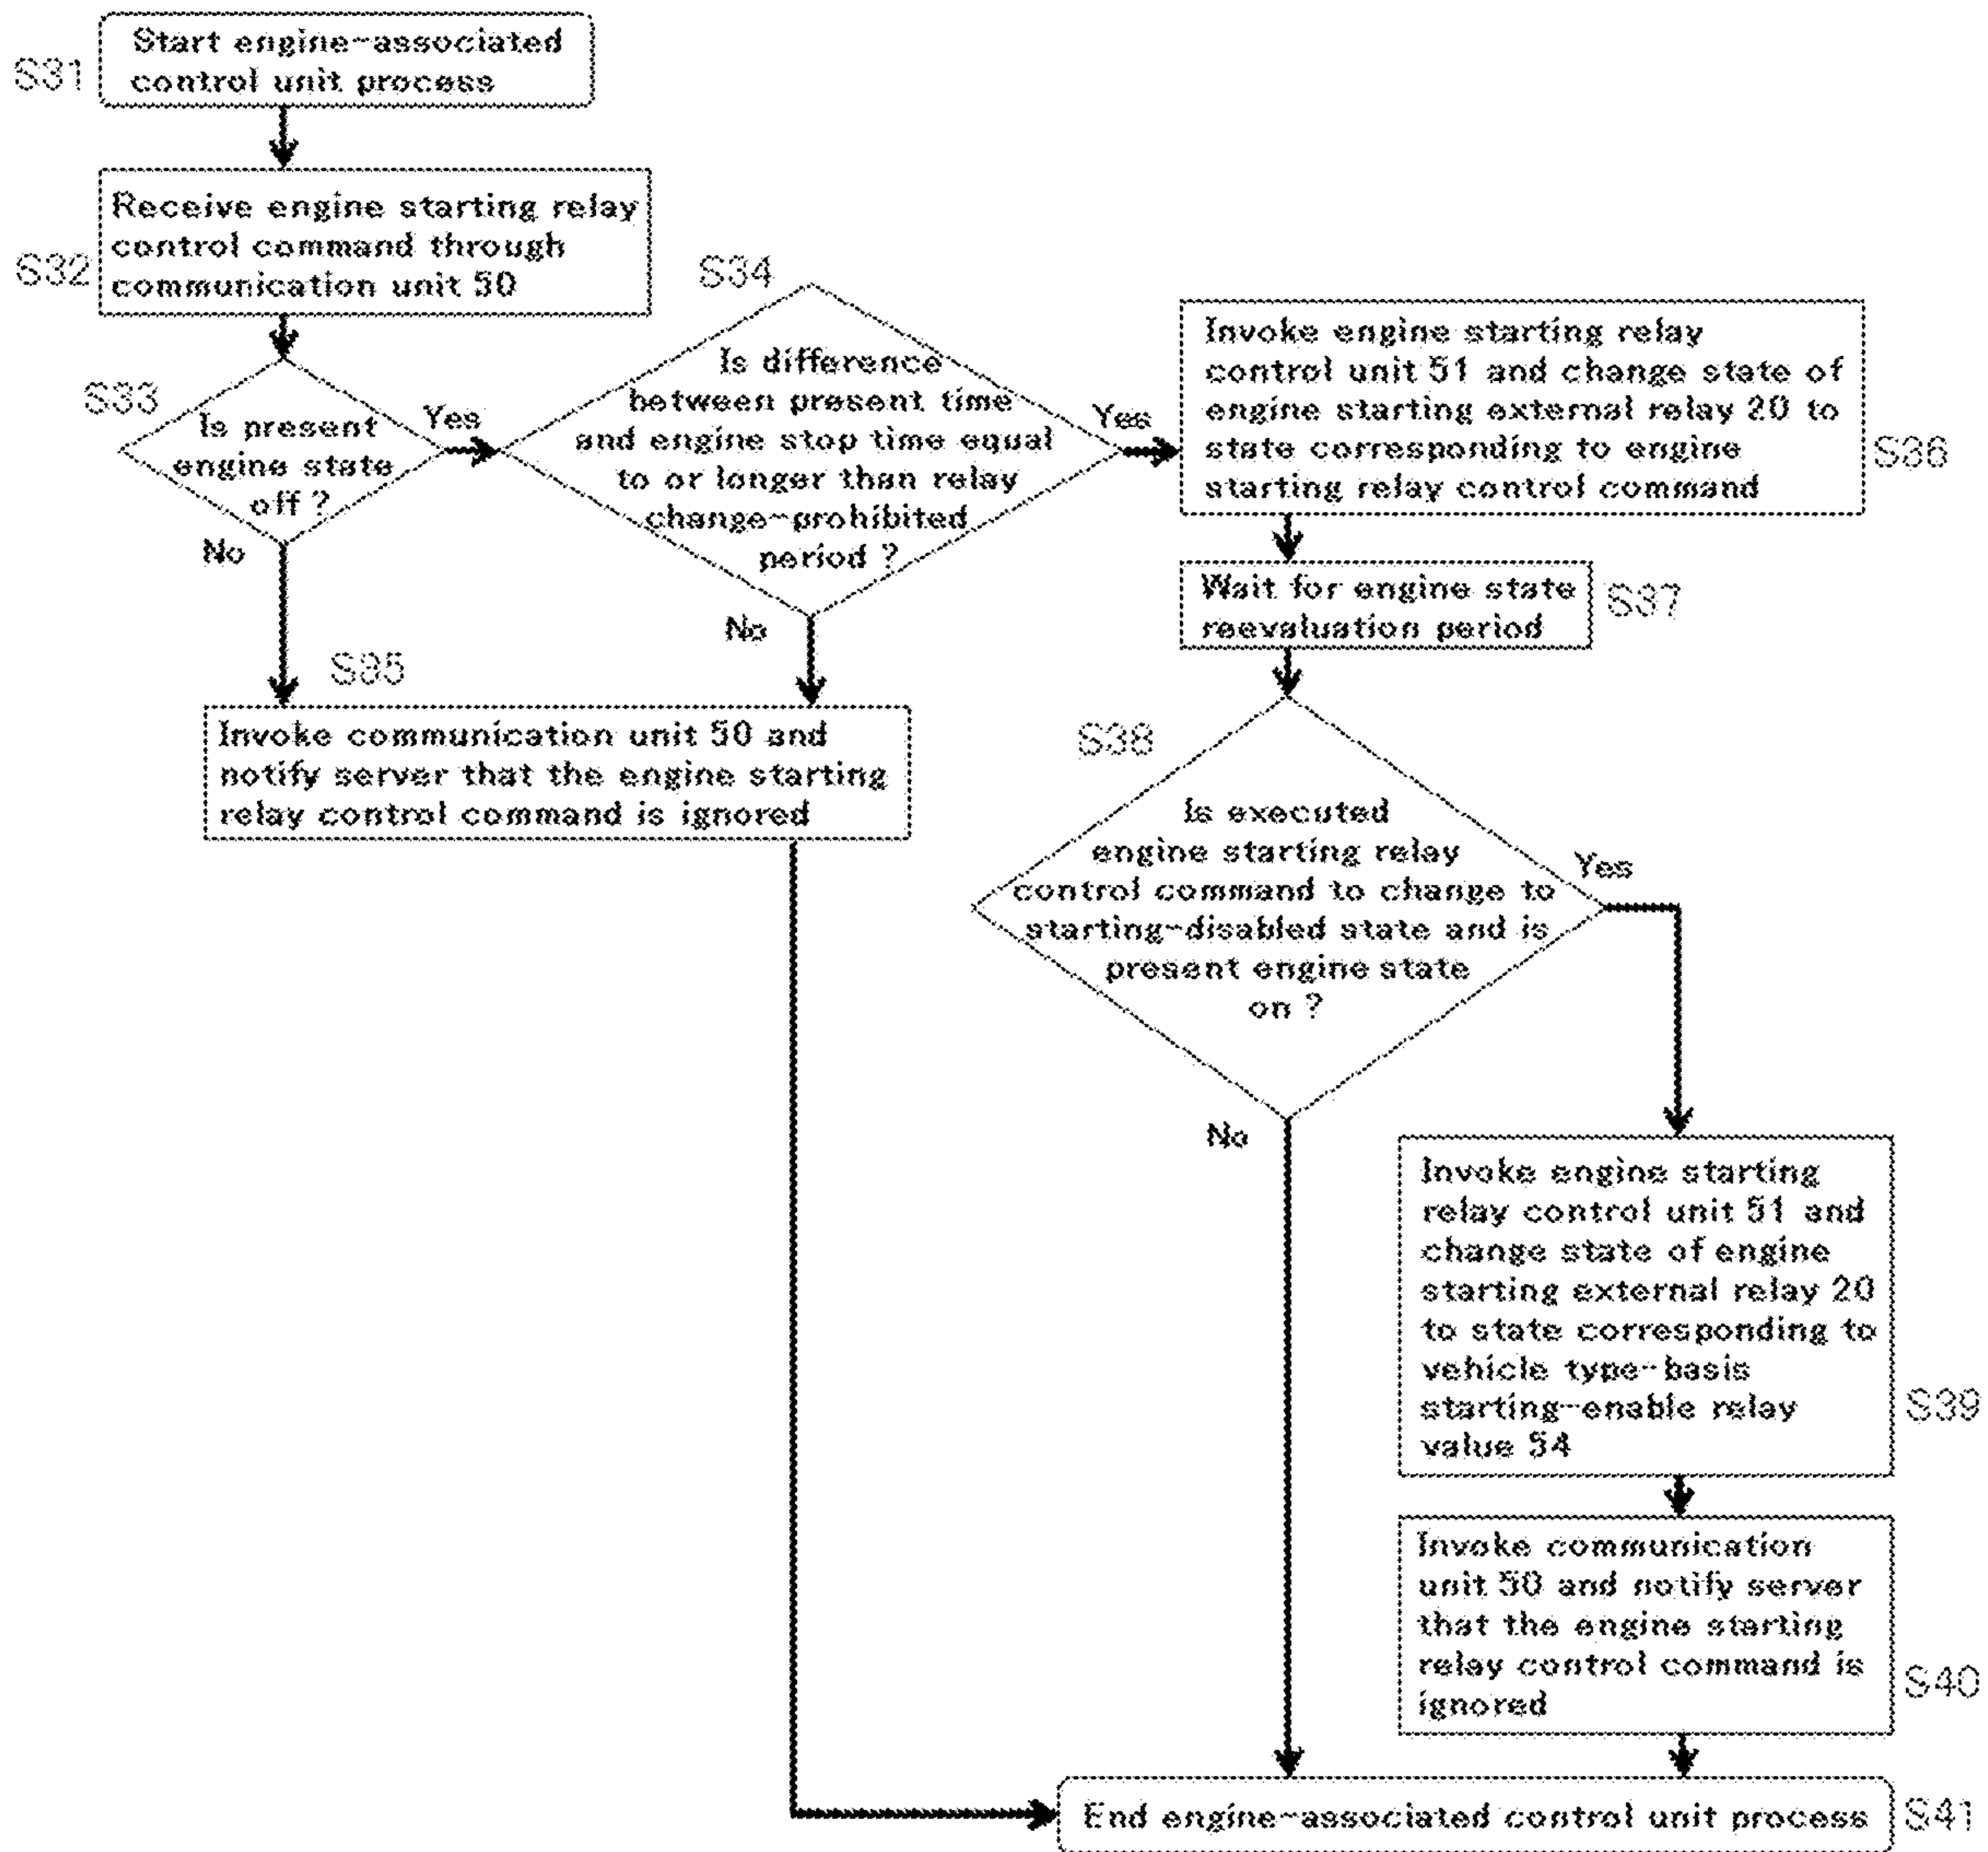 S31
Start engine-associated
control unit process
S32
Receive engine starting relay
control command through
communication unit 50
S33
Is present
engine state
off ?
Yes
No
S34
Is difference
between present time
and engine stop time equal
to or longer than relay
change-prohibited
period ?
Yes
No
S35
Invoke communication unit 50 and
notify server that the engine starting
relay control command is ignored
S36
Invoke engine starting relay
control unit 51 and change state of
engine starting external relay 20 to
state corresponding to engine
starting relay control command
S37
Wait for engine state
reevaluation period
S38
Is executed
engine starting relay
control command to change to
starting-disabled state and is
present engine state
on ?
Yes
No
S39
Invoke engine starting
relay control unit 51 and
change state of engine
starting external relay 20
to state corresponding to
vehicle type-basis
starting-enable relay
value 54
S40
Invoke communication
unit 50 and notify server
that the engine starting
relay control command is
ignored
End engine-associated control unit process
S41